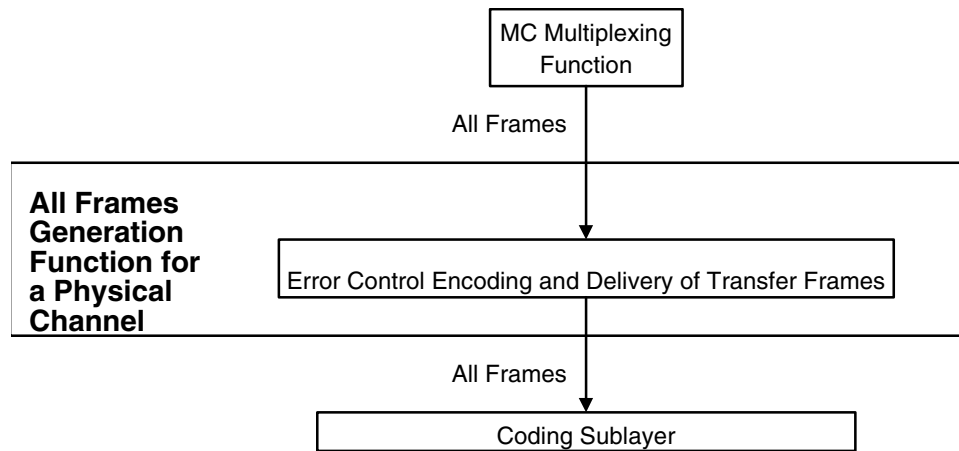 MC Multiplexing
Function
All Frames
All Frames
Generation
Function for
a Physical
Channel
Error Control Encoding and Delivery of Transfer Frames
All Frames
Coding Sublayer